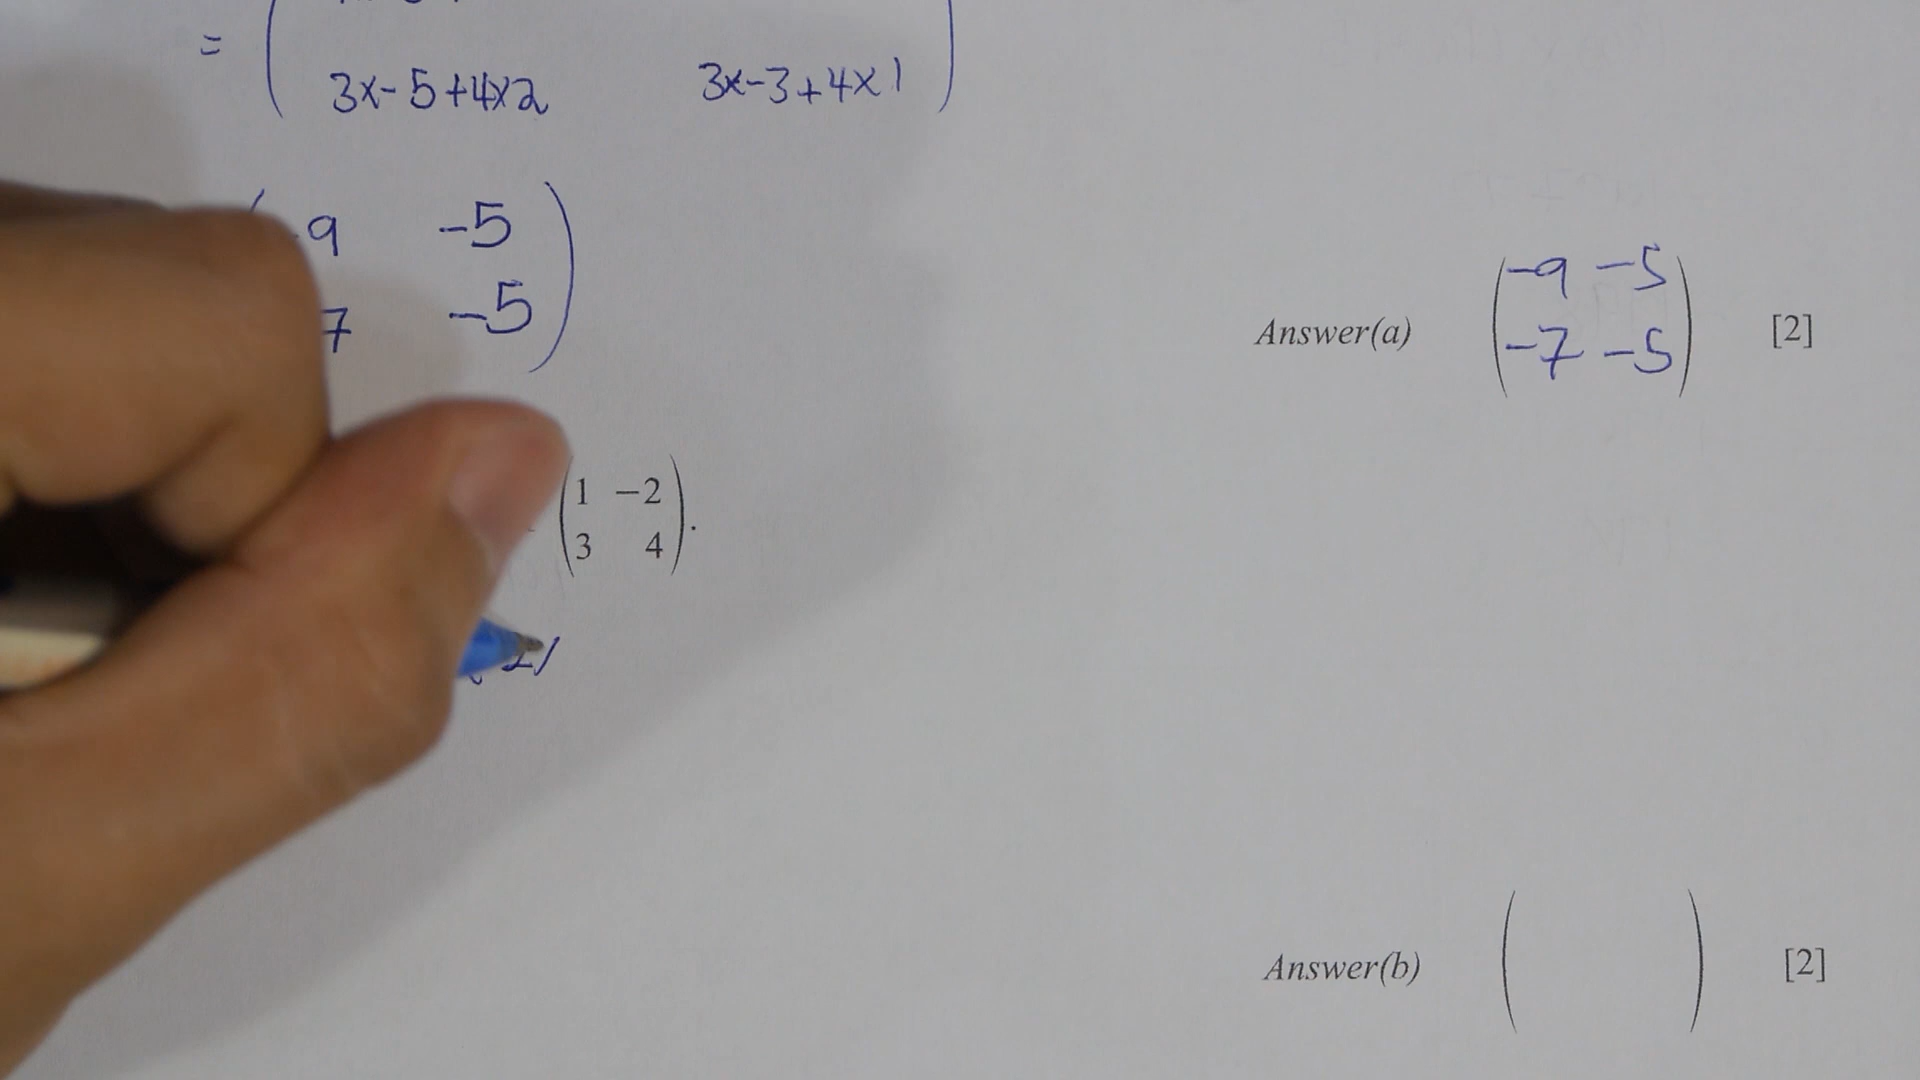 =
3x-5+4x2 3x-3+4x1
-9 -5
7 -5
-9 -5
-7 -5
Answer(a) [2]
1 −2
3 4 .
Answer(b) [2]